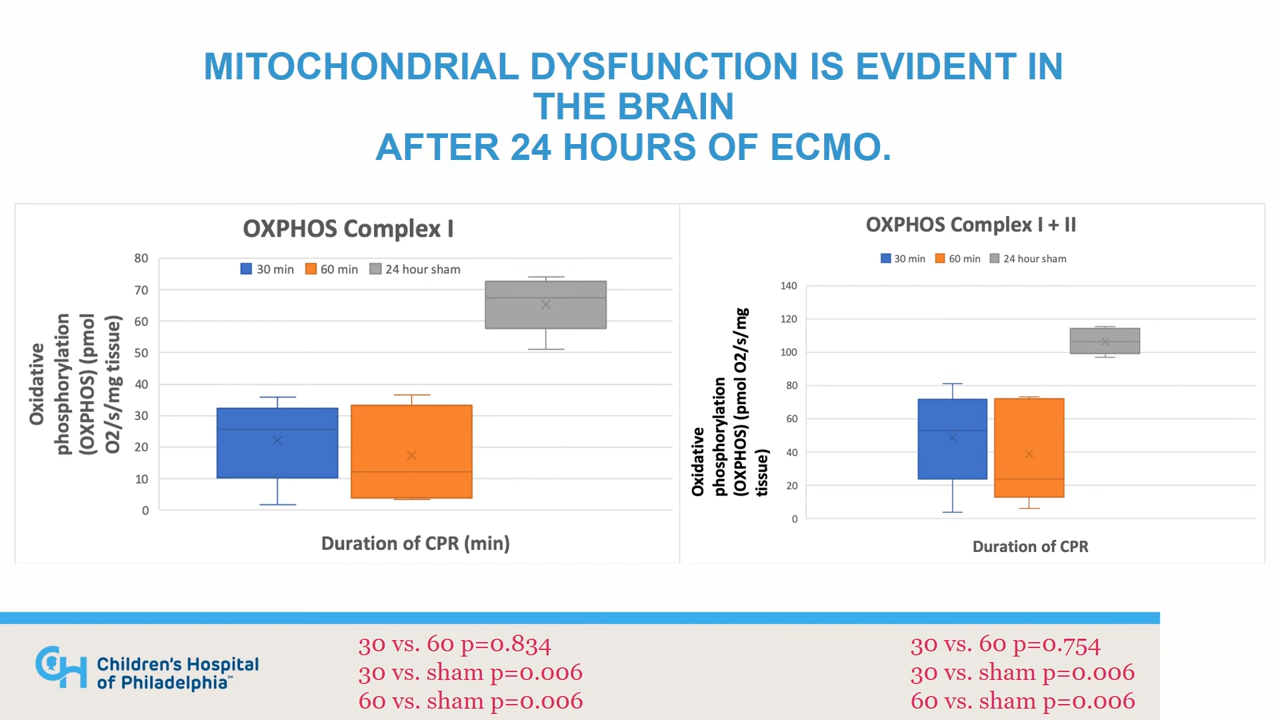 MITOCHONDRIAL DYSFUNCTION IS EVIDENT IN
THE BRAIN
AFTER 24 HOURS OF ECMO.
OXPHOS Complex I
30 min 60 min 24 hour sham
80
70
60
50
40
30
20
10
0
Oxidative
phosphorylation
(OXPHOS) (pmol
O2/s/mg tissue)
Duration of CPR (min)
OXPHOS Complex I + II
30 min 60 min 24 hour sham
140
120
100
80
60
40
20
0
Oxidative
phosphorylation
(OXPHOS) (pmol O2/s/mg
tissue)
Duration of CPR
CH Children's Hospital
of Philadelphia℠
30 vs. 60 p=0.834
30 vs. sham p=0.006
60 vs. sham p=0.006
30 vs. 60 p=0.754
30 vs. sham p=0.006
60 vs. sham p=0.006